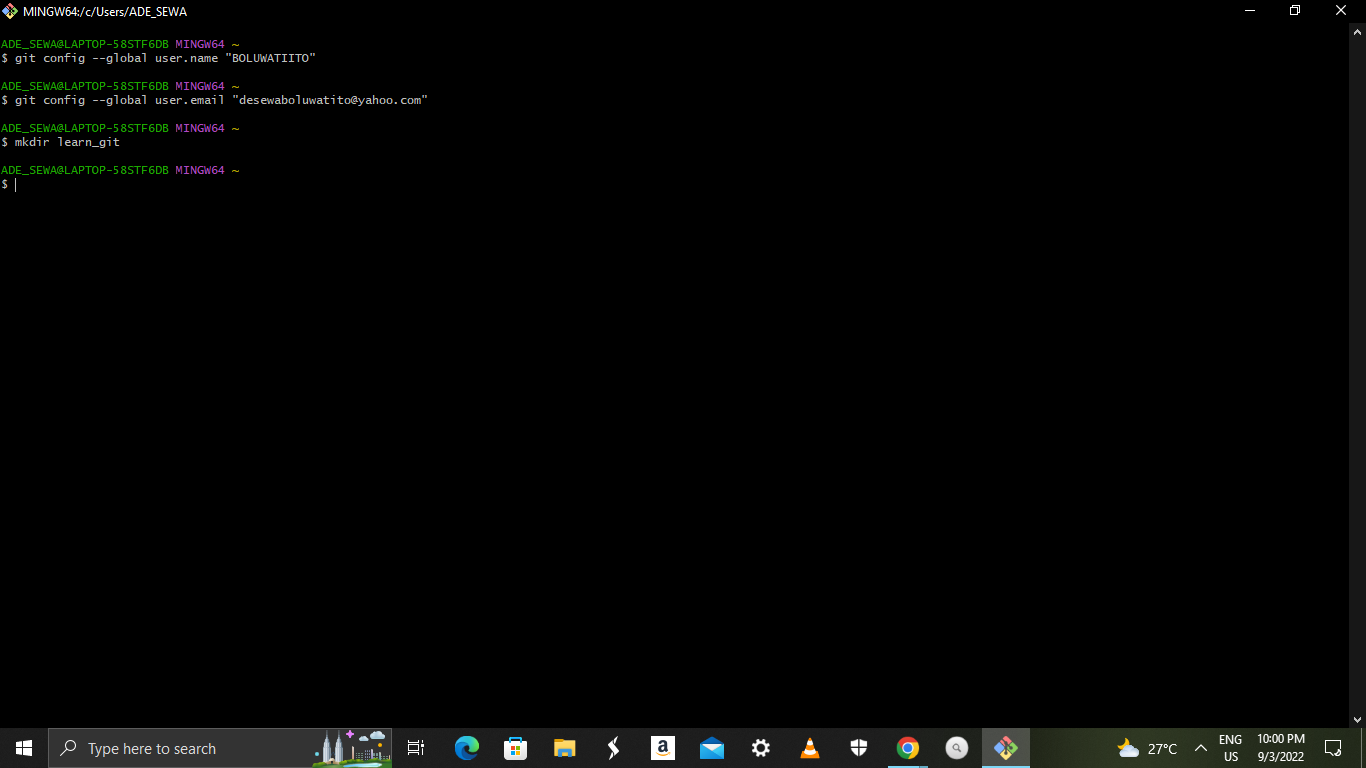 MINGW64:/c/Users/ADE_SEWA
ADE_SEWA@LAPTOP-58STF6DB MINGW64 ~
$ git config --global user.name "BOLUWATIITO"
ADE_SEWA@LAPTOP-58STF6DB MINGW64 ~
$ git config --global user.email "desewaboluwatito@yahoo.com"
ADE_SEWA@LAPTOP-58STF6DB MINGW64 ~
$ mkdir learn_git
ADE_SEWA@LAPTOP-58STF6DB MINGW64 ~
$
Type here to search
a
27°C
ENG
US
10:00 PM
9/3/2022